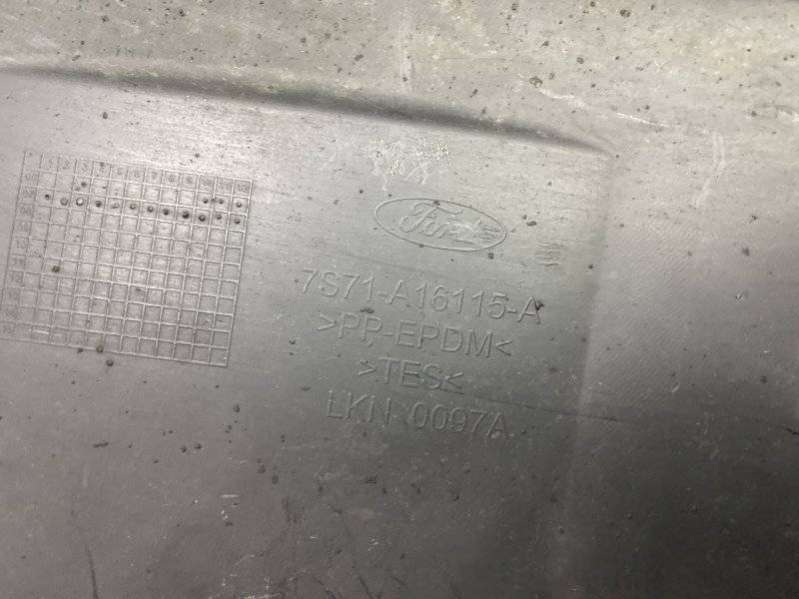 Ford
7S71-A16115-A
>PP-EPDM<
>TES<
LKN 0097A